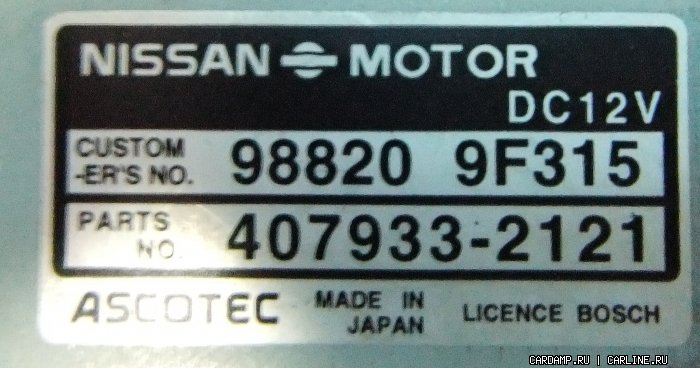 NISSAN MOTOR
DC12V
CUSTOM
-ER'S NO. 98820 9F315
PARTS
NO. 407933-2121
ASCOTEC MADE IN
JAPAN LICENCE BOSCH
CARDAMP.RU | CARLINE.RU